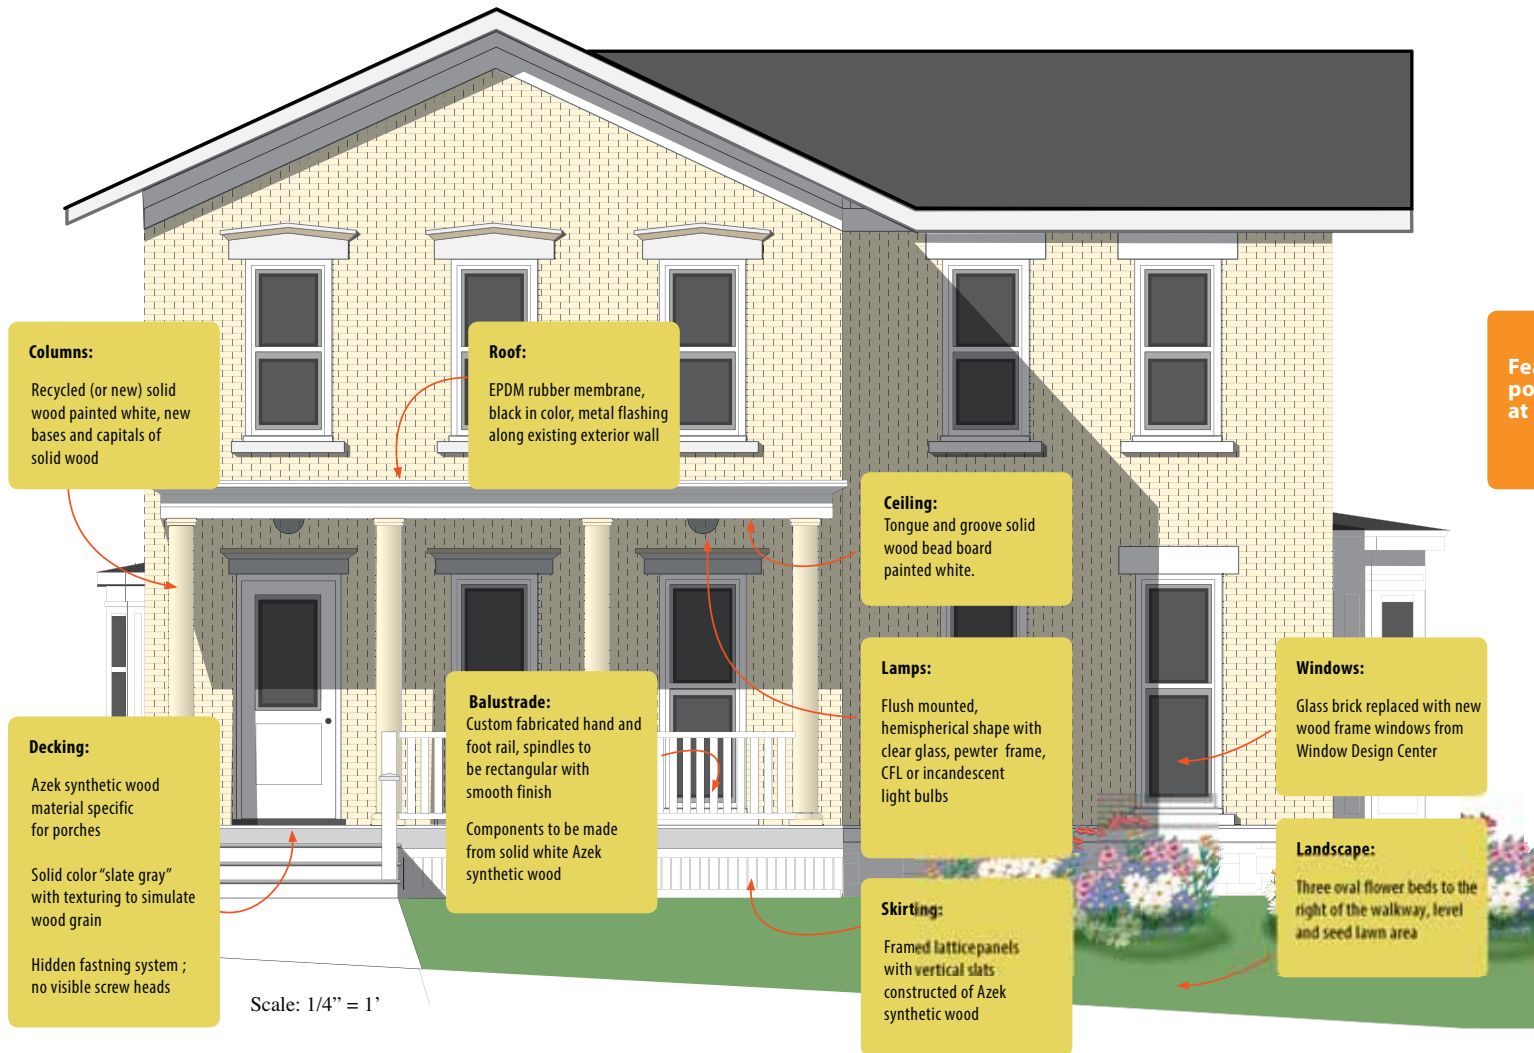 Columns:
Recycled (or new) solid
wood painted white, new
bases and capitals of
solid wood
Roof:
EPDM rubber membrane,
black in color, metal flashing
along existing exterior wall
Ceiling:
Tongue and groove solid
wood bead board
painted white.
Lamps:
Flush mounted,
hemispherical shape with
clear glass, pewter frame,
CFL or incandescent
light bulbs
Windows:
Glass brick replaced with new
wood frame windows from
Window Design Center
Balustrade:
Custom fabricated hand and
foot rail, spindles to
be rectangular with
smooth finish
Components to be made
from solid white Azek
synthetic wood
Decking:
Azek synthetic wood
material specific
for porches
Solid color “slate gray”
with texturing to simulate
wood grain
Hidden fastning system ;
no visible screw heads
Skirting:
Framed latticepanels
with vertical slats
constructed of Azek
synthetic wood
Landscape:
Three oval flower beds to the
right of the walkway, level
and seed lawn area
Scale: 1/4” = 1’
at